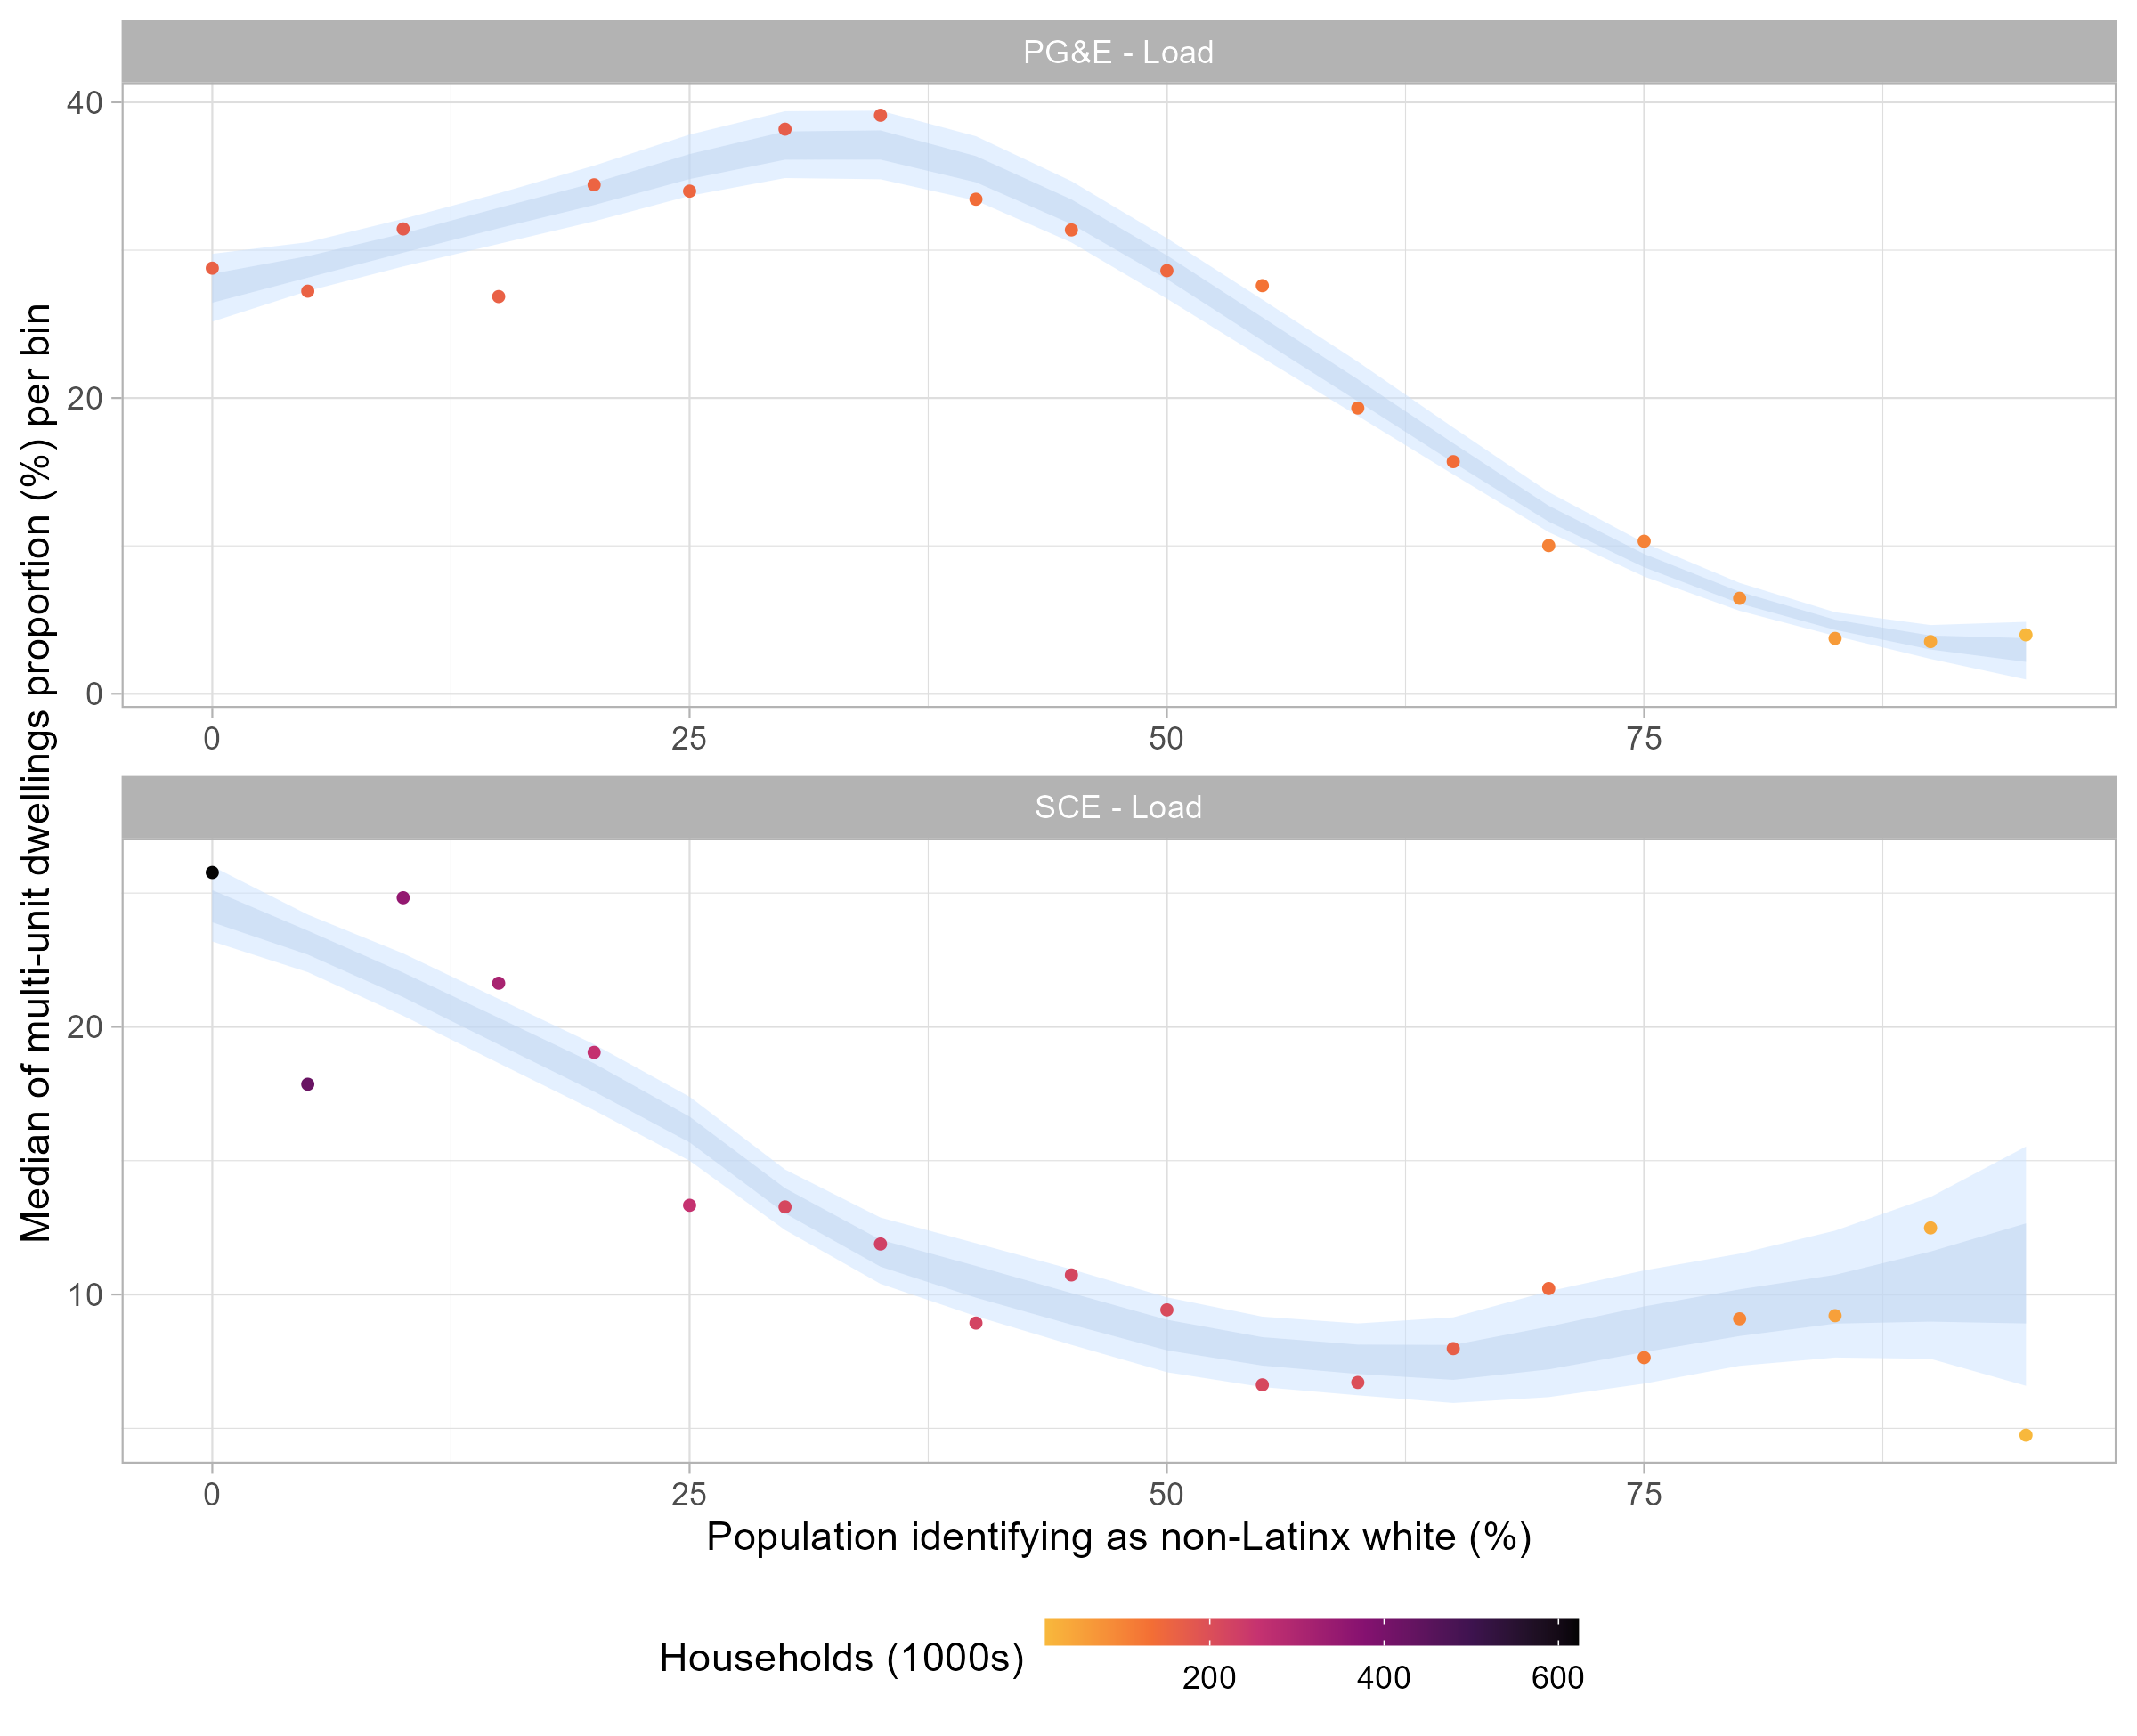 PG&E - Load
40
20
0
0 25 50 75
SCE - Load
20
10
0 25 50 75
Median of multi-unit dwellings proportion (%) per bin
Population identifying as non-Latinx white (%)
Households (1000s)
200 400 600